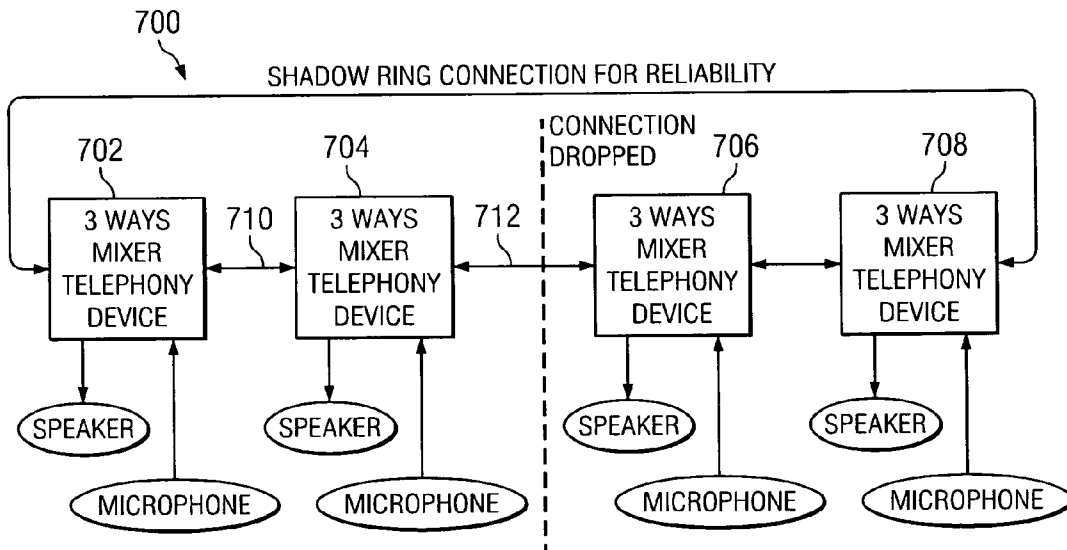 700
SHADOW RING CONNECTION FOR RELIABILITY
CONNECTION
DROPPED
702
704
706
708
3 WAYS
MIXER
TELEPHONY
DEVICE
710
3 WAYS
MIXER
TELEPHONY
DEVICE
712
3 WAYS
MIXER
TELEPHONY
DEVICE
3 WAYS
MIXER
TELEPHONY
DEVICE
SPEAKER
SPEAKER
SPEAKER
SPEAKER
MICROPHONE
MICROPHONE
MICROPHONE
MICROPHONE